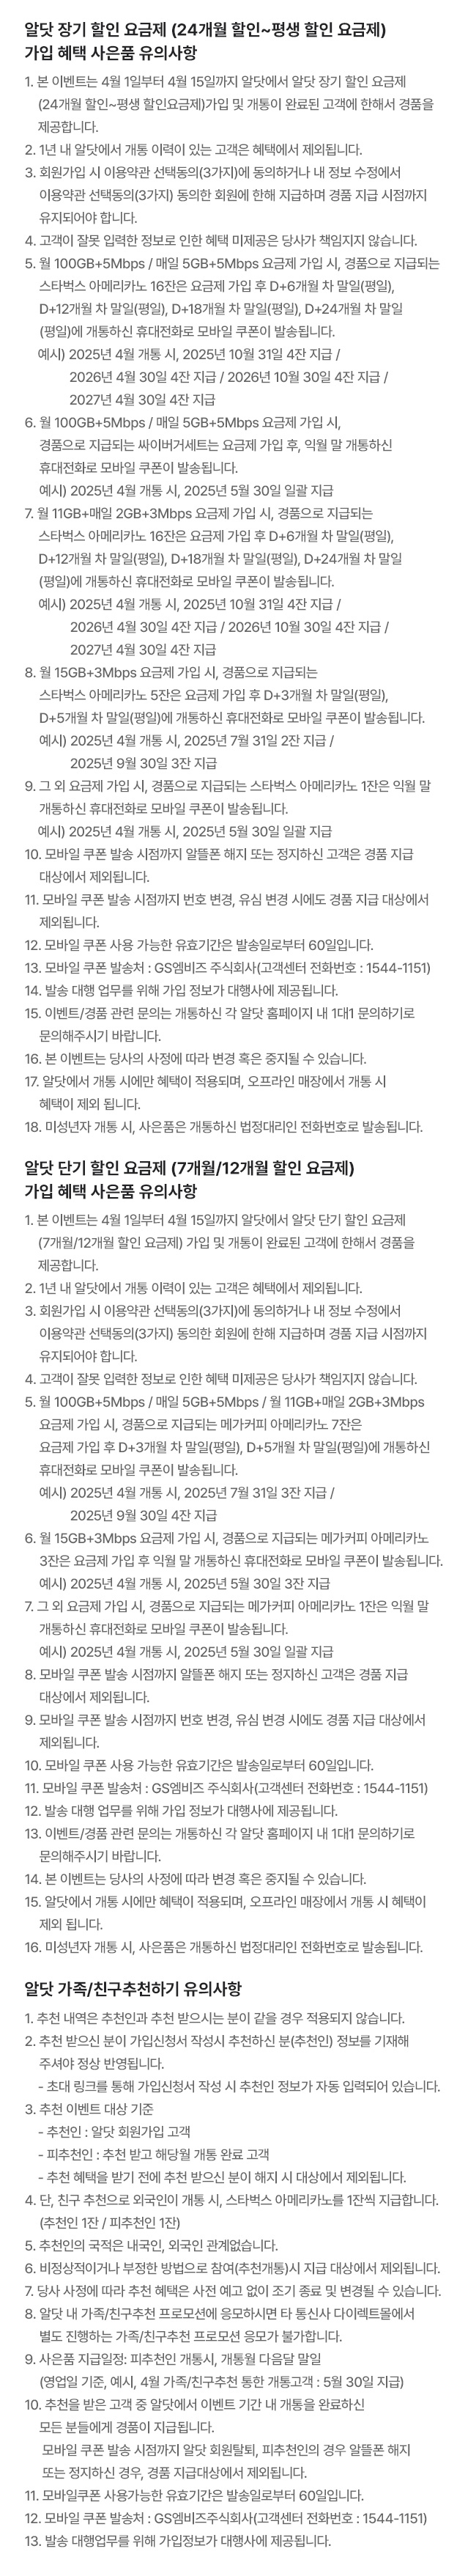 알닷 장기 할인 요금제 (24개월 할인~평생 할인 요금제)
가입 혜택 사은품 유의사항
1. 본 이벤트는 4월 1일부터 4월 15일까지 알닷에서 알닷 장기 할인 요금제
(24개월 할인~평생 할인요금제)가입 및 개통이 완료된 고객에 한해서 경품을
제공합니다.
2. 1년 내 알닷에서 개통 이력이 있는 고객은 혜택에서 제외됩니다.
3. 회원가입 시 이용약관 선택동의(3가지)에 동의하거나 내 정보 수정에서
이용약관 선택동의(3가지) 동의한 회원에 한해 지급하며 경품 지급 시점까지
유지되어야 합니다.
4. 고객이 잘못 입력한 정보로 인한 혜택 미제공은 당사가 책임지지 않습니다.
5. 월 100GB+5Mbps / 매일 5GB+5Mbps 요금제 가입 시, 경품으로 지급되는
스타벅스 아메리카노 16잔은 요금제 가입 후 D+6개월 차 말일(평일),
D+12개월 차 말일(평일), D+18개월 차 말일(평일), D+24개월 차 말일
(평일)에 개통하신 휴대전화로 모바일 쿠폰이 발송됩니다.
예시) 2025년 4월 개통 시, 2025년 10월 31일 4잔 지급 /
2026년 4월 30일 4잔 지급 / 2026년 10월 30일 4잔 지급 /
2027년 4월 30일 4잔 지급
6. 월 100GB+5Mbps / 매일 5GB+5Mbps 요금제 가입 시,
경품으로 지급되는 싸이버거세트는 요금제 가입 후, 익월 말 개통하신
휴대전화로 모바일 쿠폰이 발송됩니다.
예시) 2025년 4월 개통 시, 2025년 5월 30일 일괄 지급
7. 월 11GB+매일 2GB+3Mbps 요금제 가입 시, 경품으로 지급되는
스타벅스 아메리카노 16잔은 요금제 가입 후 D+6개월 차 말일(평일),
D+12개월 차 말일(평일), D+18개월 차 말일(평일), D+24개월 차 말일
(평일)에 개통하신 휴대전화로 모바일 쿠폰이 발송됩니다.
예시) 2025년 4월 개통 시, 2025년 10월 31일 4잔 지급 /
2026년 4월 30일 4잔 지급 / 2026년 10월 30일 4잔 지급 /
2027년 4월 30일 4잔 지급
8. 월 15GB+3Mbps 요금제 가입 시, 경품으로 지급되는
스타벅스 아메리카노 5잔은 요금제 가입 후 D+3개월 차 말일(평일),
D+5개월 차 말일(평일)에 개통하신 휴대전화로 모바일 쿠폰이 발송됩니다.
예시) 2025년 4월 개통 시, 2025년 7월 31일 2잔 지급 /
2025년 9월 30일 3잔 지급
9. 그 외 요금제 가입 시, 경품으로 지급되는 스타벅스 아메리카노 1잔은 익월 말
개통하신 휴대전화로 모바일 쿠폰이 발송됩니다.
예시) 2025년 4월 개통 시, 2025년 5월 30일 일괄 지급
10. 모바일 쿠폰 발송 시점까지 알뜰폰 해지 또는 정지하신 고객은 경품 지급
대상에서 제외됩니다.
11. 모바일 쿠폰 발송 시점까지 번호 변경, 유심 변경 시에도 경품 지급 대상에서
제외됩니다.
12. 모바일 쿠폰 사용 가능한 유효기간은 발송일로부터 60일입니다.
13. 모바일 쿠폰 발송처 : GS엠비즈 주식회사(고객센터 전화번호 : 1544-1151)
14. 발송 대행 업무를 위해 가입 정보가 대행사에 제공됩니다.
15. 이벤트/경품 관련 문의는 개통하신 각 알닷 홈페이지 내 1대1 문의하기로
문의해주시기 바랍니다.
16. 본 이벤트는 당사의 사정에 따라 변경 혹은 중지될 수 있습니다.
17. 알닷에서 개통 시에만 혜택이 적용되며, 오프라인 매장에서 개통 시
혜택이 제외 됩니다.
18. 미성년자 개통 시, 사은품은 개통하신 법정대리인 전화번호로 발송됩니다.
알닷 단기 할인 요금제 (7개월/12개월 할인 요금제)
가입 혜택 사은품 유의사항
1. 본 이벤트는 4월 1일부터 4월 15일까지 알닷에서 알닷 단기 할인 요금제
(7개월/12개월 할인 요금제) 가입 및 개통이 완료된 고객에 한해서 경품을
제공합니다.
2. 1년 내 알닷에서 개통 이력이 있는 고객은 혜택에서 제외됩니다.
3. 회원가입 시 이용약관 선택동의(3가지)에 동의하거나 내 정보 수정에서
이용약관 선택동의(3가지) 동의한 회원에 한해 지급하며 경품 지급 시점까지
유지되어야 합니다.
4. 고객이 잘못 입력한 정보로 인한 혜택 미제공은 당사가 책임지지 않습니다.
5. 월 100GB+5Mbps / 매일 5GB+5Mbps / 월 11GB+매일 2GB+3Mbps
요금제 가입 시, 경품으로 지급되는 메가커피 아메리카노 7잔은
요금제 가입 후 D+3개월 차 말일(평일), D+5개월 차 말일(평일)에 개통하신
휴대전화로 모바일 쿠폰이 발송됩니다.
예시) 2025년 4월 개통 시, 2025년 7월 31일 3잔 지급 /
2025년 9월 30일 4잔 지급
6. 월 15GB+3Mbps 요금제 가입 시, 경품으로 지급되는 메가커피 아메리카노
3잔은 요금제 가입 후 익월 말 개통하신 휴대전화로 모바일 쿠폰이 발송됩니다.
예시) 2025년 4월 개통 시, 2025년 5월 30일 3잔 지급
7. 그 외 요금제 가입 시, 경품으로 지급되는 메가커피 아메리카노 1잔은 익월 말
개통하신 휴대전화로 모바일 쿠폰이 발송됩니다.
예시) 2025년 4월 개통 시, 2025년 5월 30일 일괄 지급
8. 모바일 쿠폰 발송 시점까지 알뜰폰 해지 또는 정지하신 고객은 경품 지급
대상에서 제외됩니다.
9. 모바일 쿠폰 발송 시점까지 번호 변경, 유심 변경 시에도 경품 지급 대상에서
제외됩니다.
10. 모바일 쿠폰 사용 가능한 유효기간은 발송일로부터 60일입니다.
11. 모바일 쿠폰 발송처 : GS엠비즈 주식회사(고객센터 전화번호 : 1544-1151)
12. 발송 대행 업무를 위해 가입 정보가 대행사에 제공됩니다.
13. 이벤트/경품 관련 문의는 개통하신 각 알닷 홈페이지 내 1대1 문의하기로
문의해주시기 바랍니다.
14. 본 이벤트는 당사의 사정에 따라 변경 혹은 중지될 수 있습니다.
15. 알닷에서 개통 시에만 혜택이 적용되며, 오프라인 매장에서 개통 시 혜택이
제외 됩니다.
16. 미성년자 개통 시, 사은품은 개통하신 법정대리인 전화번호로 발송됩니다.
알닷 가족/친구추천하기 유의사항
1. 추천 내역은 추천인과 추천 받으시는 분이 같을 경우 적용되지 않습니다.
2. 추천 받으신 분이 가입신청서 작성시 추천하신 분(추천인) 정보를 기재해
주셔야 정상 반영됩니다.
- 초대 링크를 통해 가입신청서 작성 시 추천인 정보가 자동 입력되어 있습니다.
3. 추천 이벤트 대상 기준
- 추천인 : 알닷 회원가입 고객
- 피추천인 : 추천 받고 해당월 개통 완료 고객
- 추천 혜택을 받기 전에 추천 받으신 분이 해지 시 대상에서 제외됩니다.
4. 단, 친구 추천으로 외국인이 개통 시, 스타벅스 아메리카노를 1잔씩 지급합니다.
(추천인 1잔 / 피추천인 1잔)
5. 추천인의 국적은 내국인, 외국인 관계없습니다.
6. 비정상적이거나 부정한 방법으로 참여(추천개통)시 지급 대상에서 제외됩니다.
7. 당사 사정에 따라 추천 혜택은 사전 예고 없이 조기 종료 및 변경될 수 있습니다.
8. 알닷 내 가족/친구추천 프로모션에 응모하시면 타 통신사 다이렉트몰에서
별도 진행하는 가족/친구추천 프로모션 응모가 불가합니다.
9. 사은품 지급일정: 피추천인 개통시, 개통월 다음달 말일
(영업일 기준, 예시, 4월 가족/친구추천 통한 개통고객 : 5월 30일 지급)
10. 추천을 받은 고객 중 알닷에서 이벤트 기간 내 개통을 완료하신
모든 분들에게 경품이 지급됩니다.
모바일 쿠폰 발송 시점까지 알닷 회원탈퇴, 피추천인의 경우 알뜰폰 해지
또는 정지하신 경우, 경품 지급대상에서 제외됩니다.
11. 모바일쿠폰 사용가능한 유효기간은 발송일로부터 60일입니다.
12. 모바일 쿠폰 발송처 : GS엠비즈주식회사(고객센터 전화번호 : 1544-1151)
13. 발송 대행업무를 위해 가입정보가 대행사에 제공됩니다.